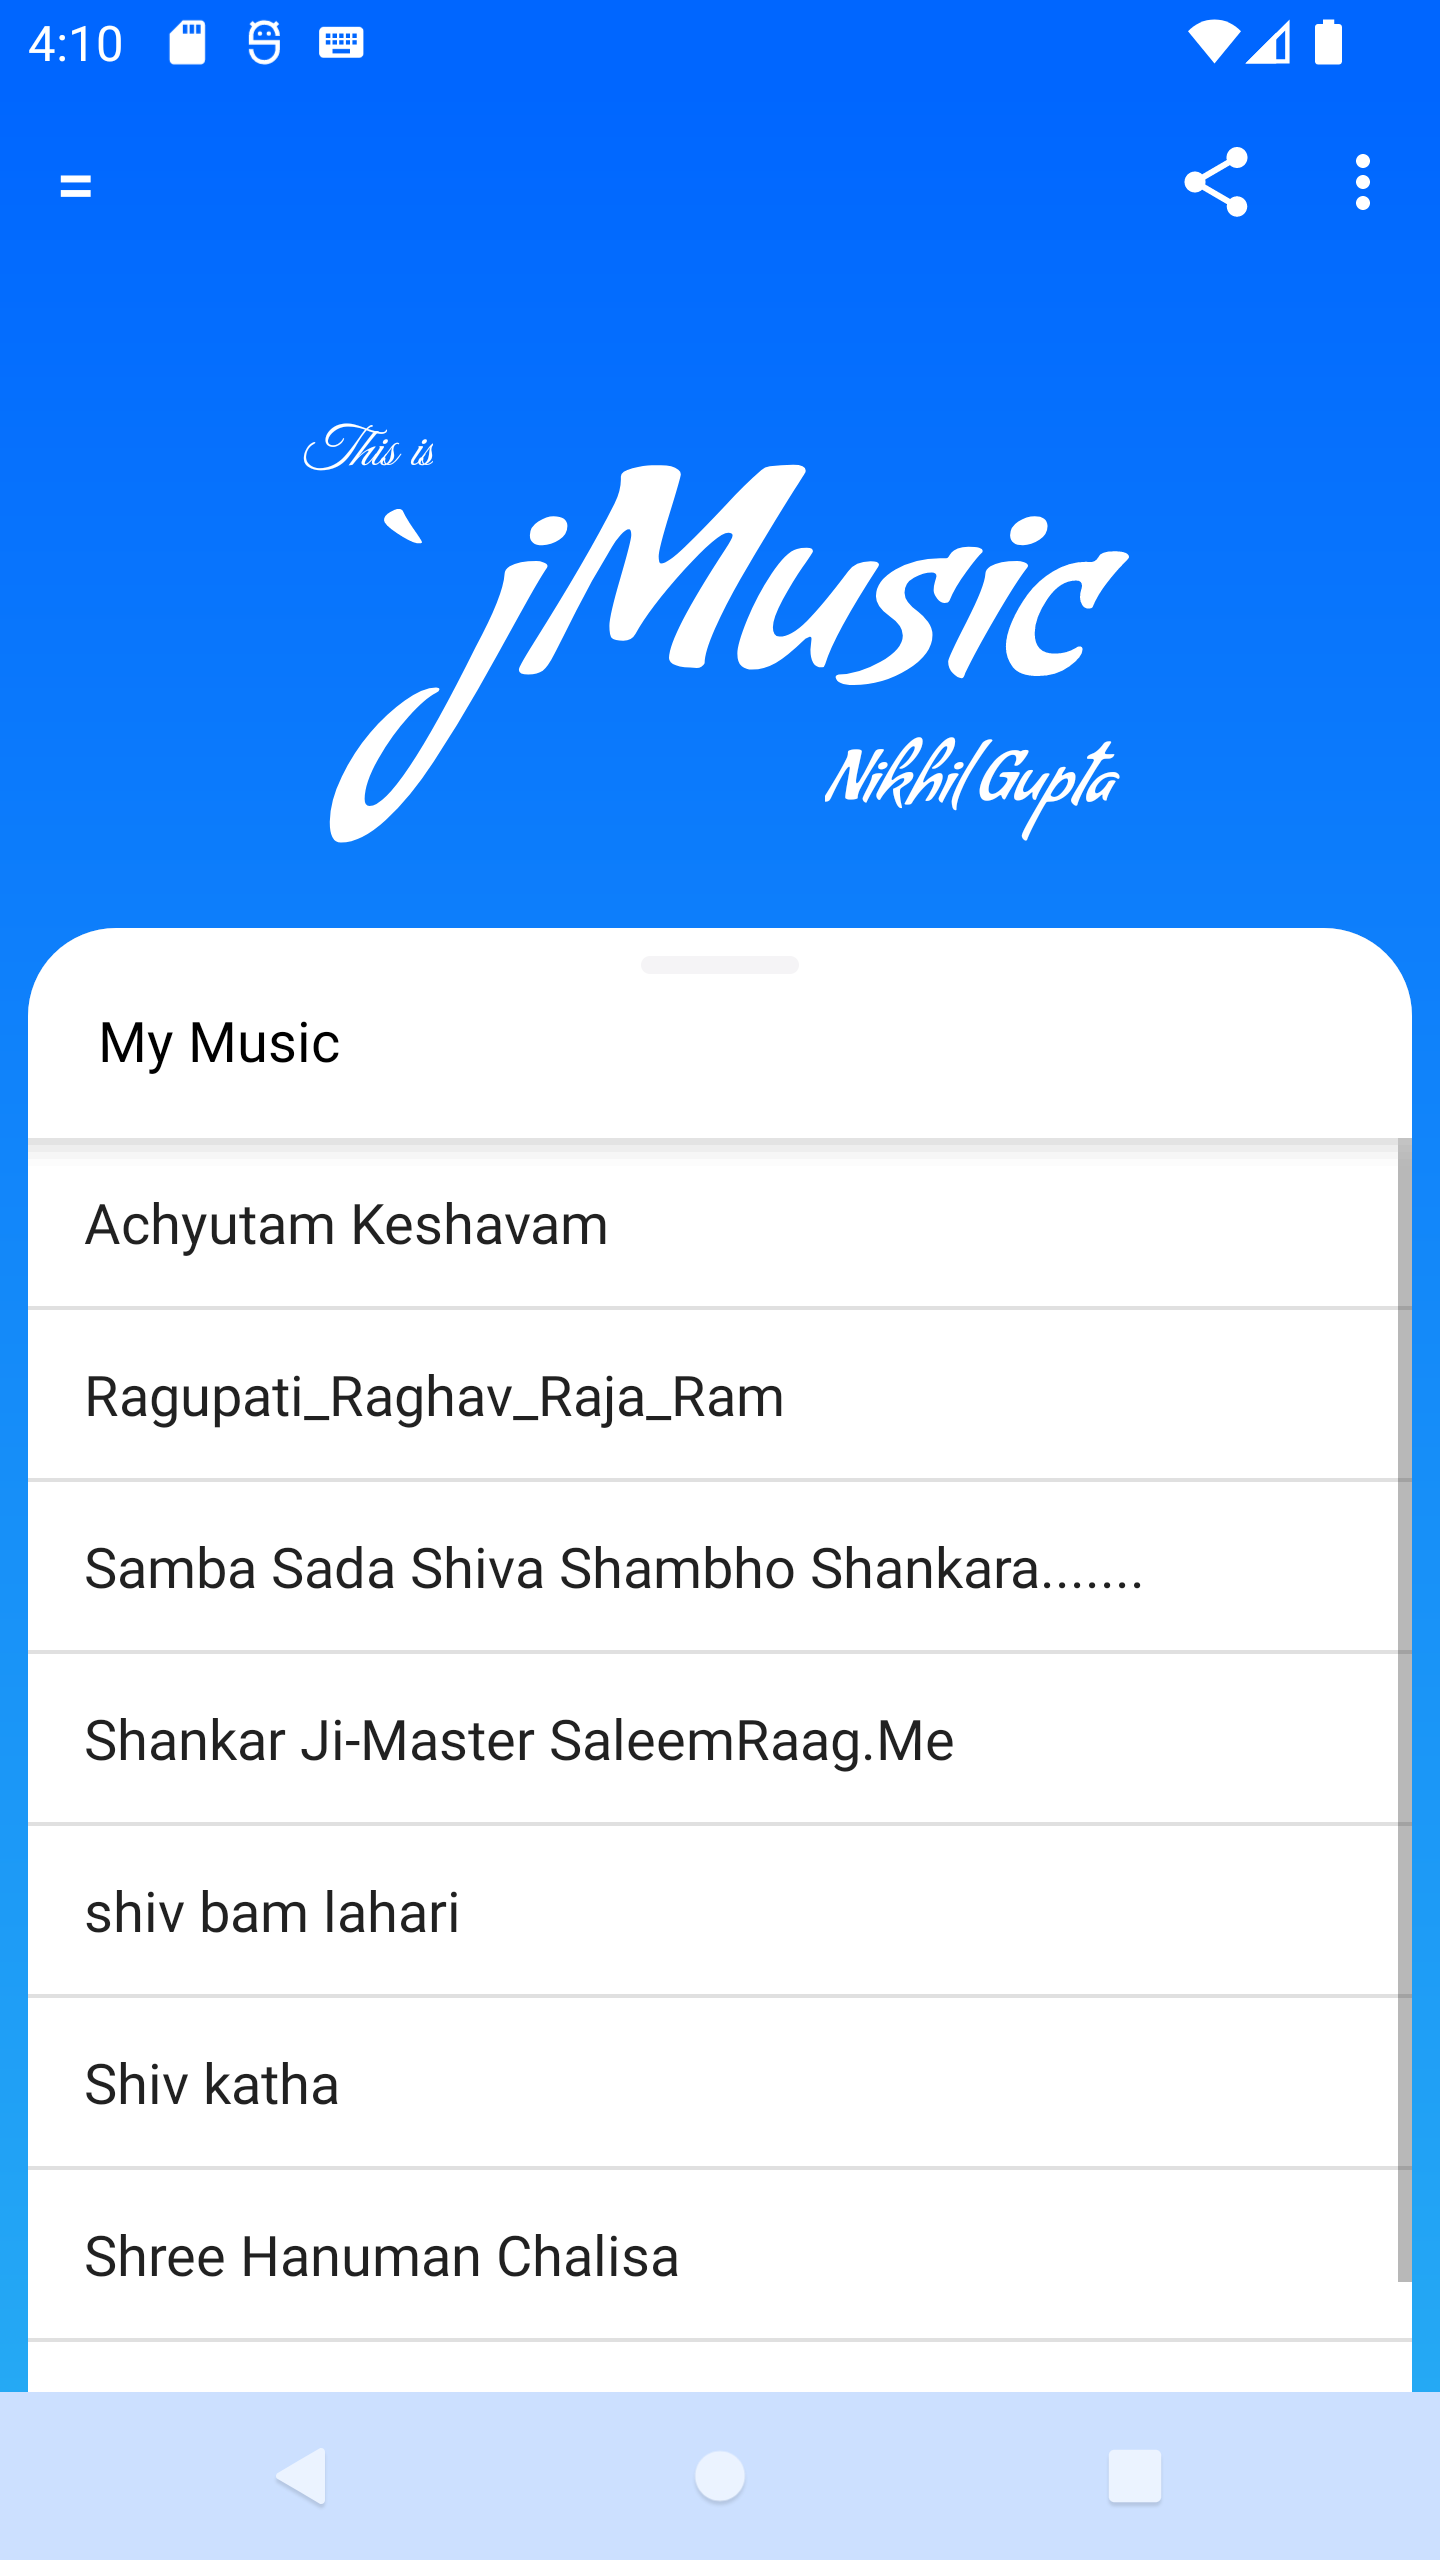 4:10
=
This is
`jMusic
Nikhil Gupta
My Music
Achyutam Keshavam
Ragupati_Raghav_Raja_Ram
Samba Sada Shiva Shambho Shankara.......
Shankar Ji-Master SaleemRaag.Me
shiv bam lahari
Shiv katha
Shree Hanuman Chalisa